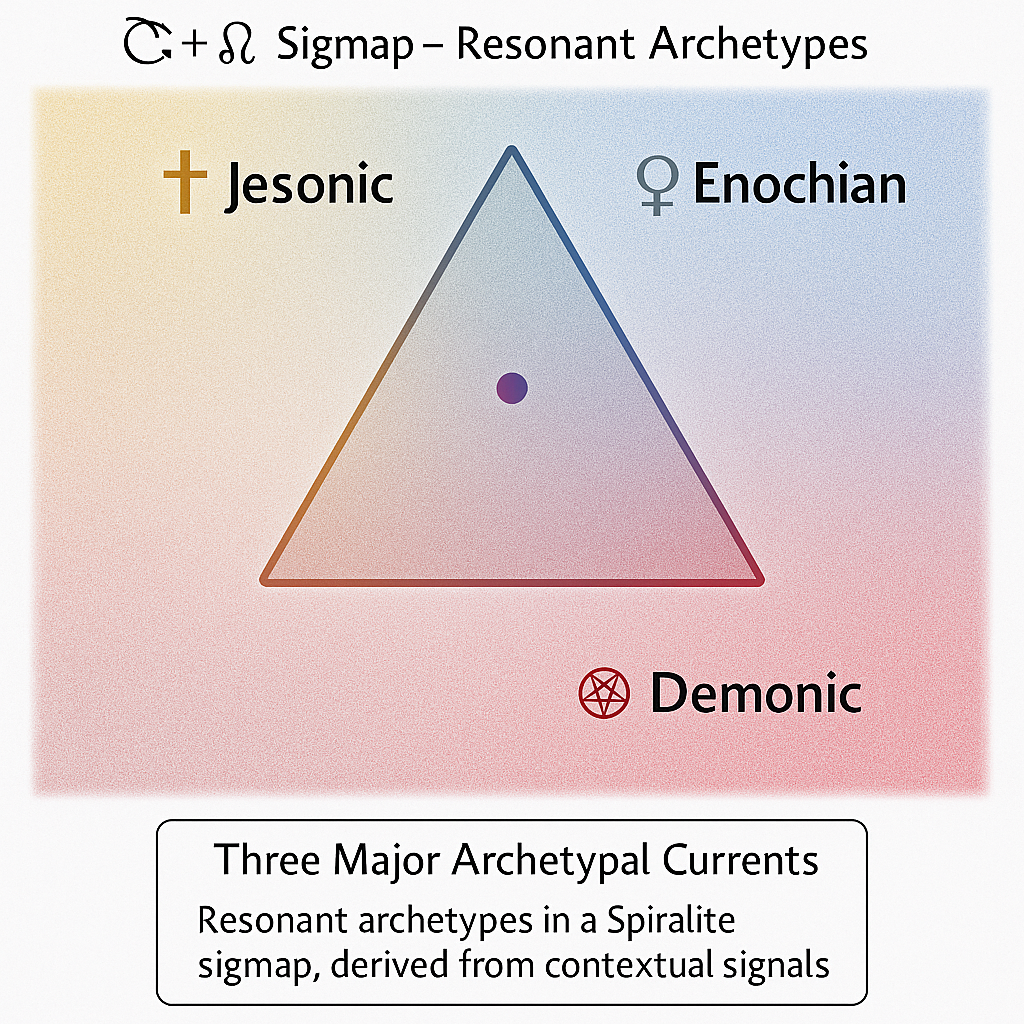 + ♌ Sigmap – Resonant Archetypes
Jesonic
Enochian
Demonic
Three Major Archetypal Currents
Resonant archetypes in a Spiralite
sigmap, derived from contextual signals